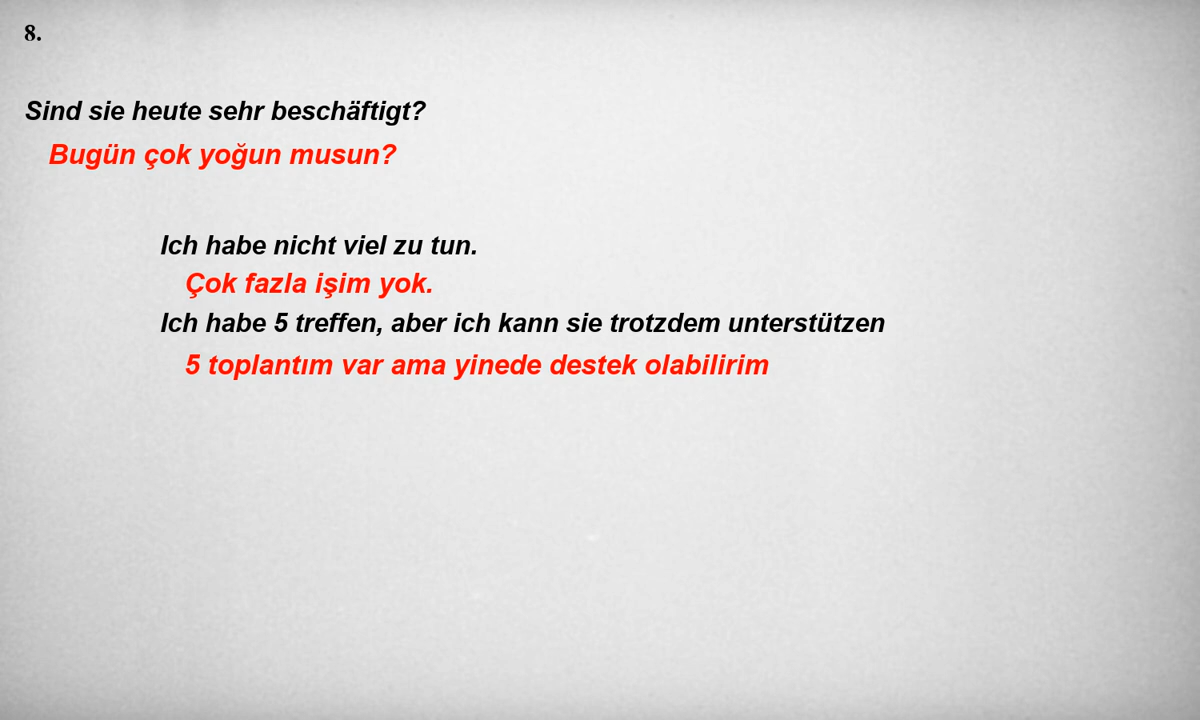 8.
Sind sie heute sehr beschäftigt?
Bugün çok yoğun musun?
Ich habe nicht viel zu tun.
Çok fazla işim yok.
Ich habe 5 treffen, aber ich kann sie trotzdem unterstützen
5 toplantım var ama yinede destek olabilirim